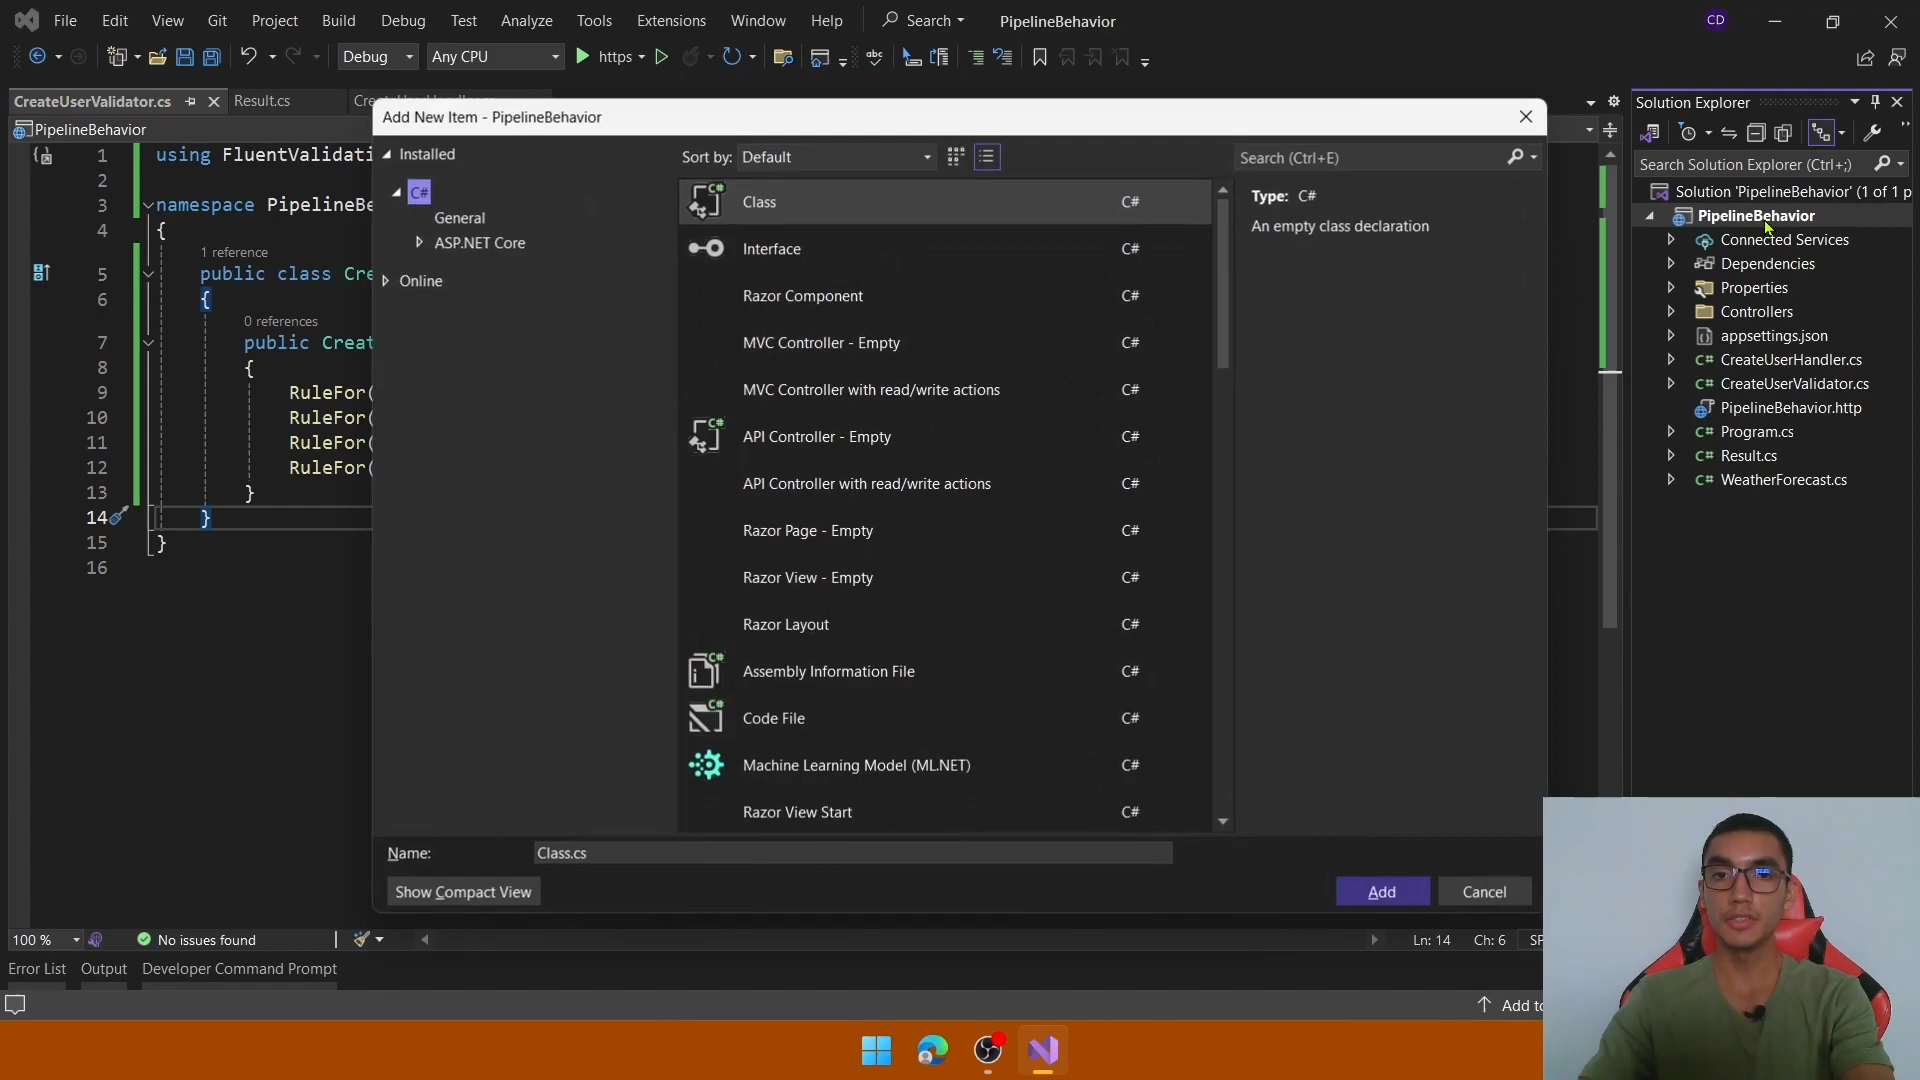 File Edit View Git Project Build Debug Test Analyze Tools Extensions Window Help Search PipelineBehavior CD
Debug Any CPU https
CreateUserValidator.cs Result.cs
PipelineBehavior
1 using FluentValidati
2
3 namespace PipelineBe
4 {
1 reference
5 public class Cre
6 {
0 references
7 public Creat
8 {
9 RuleFor(
10 RuleFor(
11 RuleFor(
12 RuleFor(
13 }
14 }
15 }
16
Add New Item - PipelineBehavior
Installed
C#
General
ASP.NET Core
Online
Sort by: Default
Search (Ctrl+E)
Class C#
Interface C#
Razor Component C#
MVC Controller - Empty C#
MVC Controller with read/write actions C#
API Controller - Empty C#
API Controller with read/write actions C#
Razor Page - Empty C#
Razor View - Empty C#
Razor Layout C#
Assembly Information File C#
Code File C#
Machine Learning Model (ML.NET) C#
Razor View Start C#
Type: C#
An empty class declaration
Name: Class.cs
Show Compact View
Add Cancel
Solution Explorer
Search Solution Explorer (Ctrl+;)
Solution 'PipelineBehavior' (1 of 1 p
PipelineBehavior
Connected Services
Dependencies
Properties
Controllers
appsettings.json
C# CreateUserHandler.cs
C# CreateUserValidator.cs
PipelineBehavior.http
C# Program.cs
C# Result.cs
C# WeatherForecast.cs
100 % No issues found Ln: 14 Ch: 6
Error List Output Developer Command Prompt
Add to